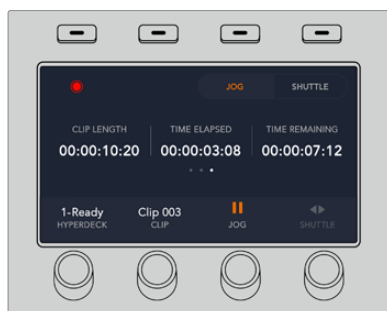 JOG SHUTTLE
CLIP LENGTH TIME ELAPSED TIME REMAINING
00:00:10:20 00:00:03:08 00:00:07:12
1-Ready Clip 003
HYPERDECK CLIP JOG SHUTTLE